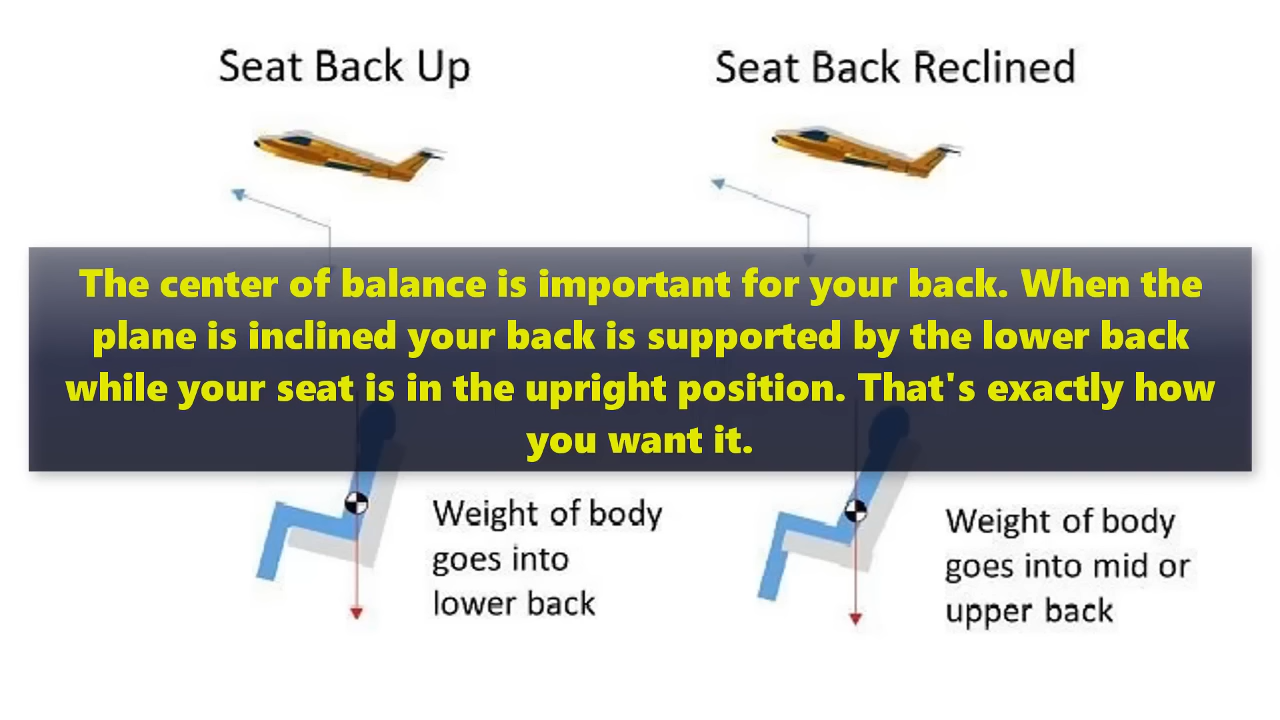 Seat Back Up
Seat Back Reclined
The center of balance is important for your back. When the
plane is inclined your back is supported by the lower back
while your seat is in the upright position. That's exactly how
you want it.
Weight of body
goes into
lower back
Weight of body
goes into mid or
upper back